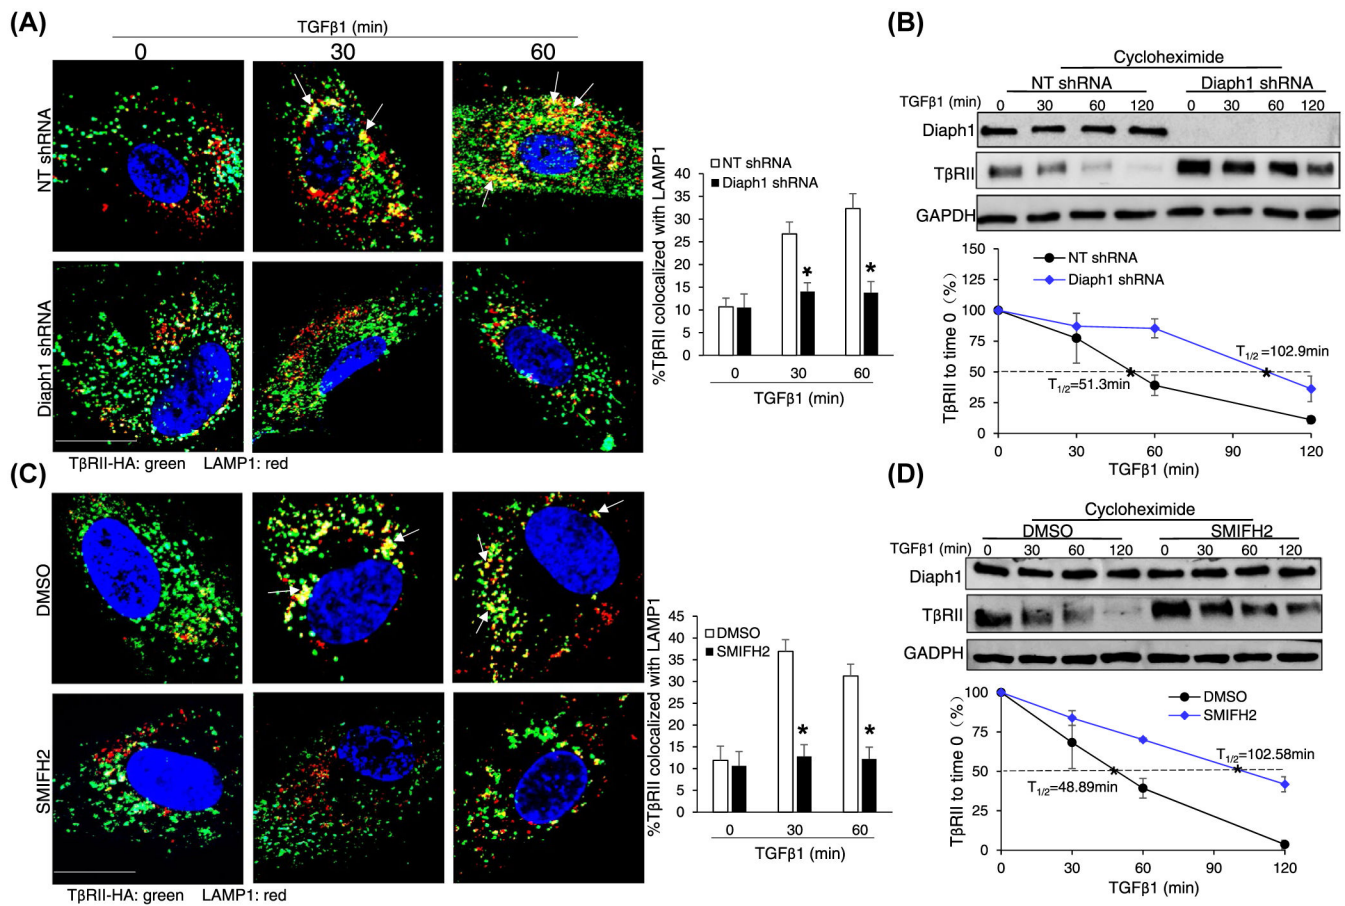 (A)
TGFβ1 (min)
0 30 60
NT shRNA
Diaph1 shRNA
TβRII-HA: green LAMP1: red
%TβRII colocalized with LAMP1
NT shRNA
Diaph1 shRNA
40
35
30
25
20
15
10
5
0
* *
0 30 60
TGFβ1 (min)
(B)
Cycloheximide
NT shRNA Diaph1 shRNA
TGFβ1 (min) 0 30 60 120 0 30 60 120
Diaph1
TβRII
GAPDH
TβRII to time 0 (%)
150
125
100
75
50
25
0
NT shRNA
Diaph1 shRNA
T1/2 =102.9min
T1/2=51.3min
* *
0 30 60 90 120
TGFβ1 (min)
(C)
DMSO
SMIFH2
TβRII-HA: green LAMP1: red
%TβRII colocalized with LAMP1
DMSO
SMIFH2
45
40
35
30
25
20
15
10
5
0
* *
0 30 60
TGFβ1 (min)
(D)
Cycloheximide
DMSO SMIFH2
TGFβ1 (min) 0 30 60 120 0 30 60 120
Diaph1
TβRII
GADPH
TβRII to time 0 (%)
100
75
50
25
0
DMSO
SMIFH2
T1/2=102.58min
T1/2=48.89min
* *
0 30 60 90 120
TGFβ1 (min)